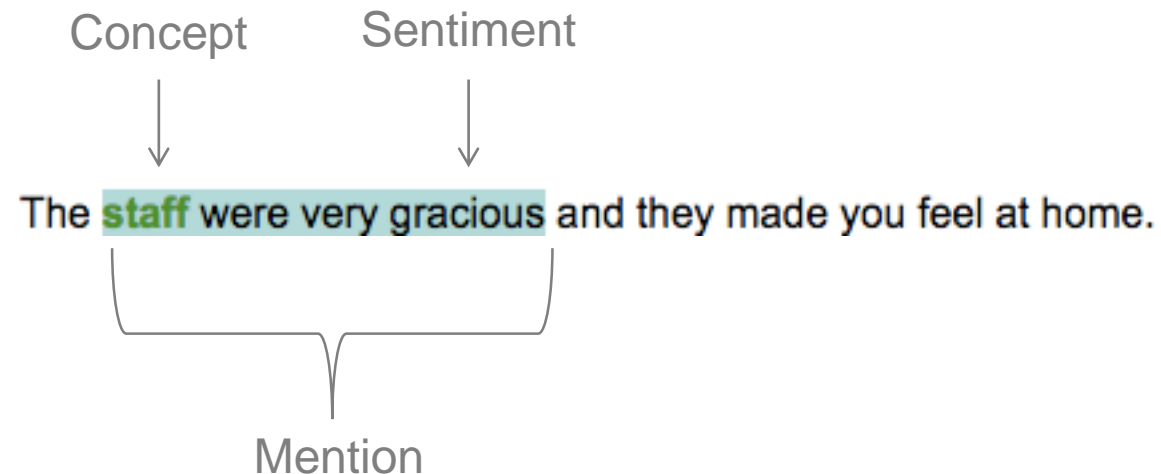 Concept Sentiment
The staff were very gracious and they made you feel at home.
Mention